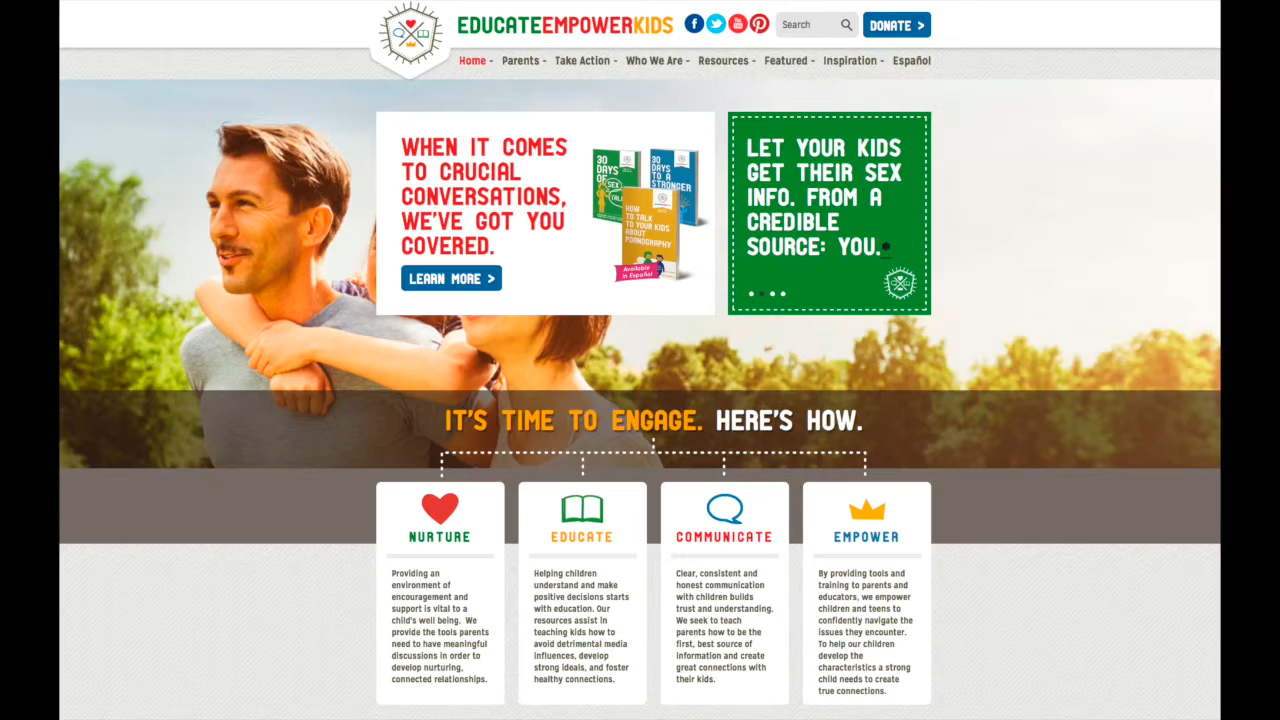 EDUCATEEMPOWERKIDS
Search
DONATE >
Home - Parents - Take Action - Who We Are - Resources - Featured - Inspiration - Español
WHEN IT COMES
TO CRUCIAL
CONVERSATIONS,
WE'VE GOT YOU
COVERED.
LEARN MORE >
30
DAYS
OF
SEX
TALKS
30
DAYS
TO A
STRONGER
HOW
TO TALK
TO YOUR KIDS
ABOUT
PORNOGRAPHY
Available
in Español
LET YOUR KIDS
GET THEIR SEX
INFO. FROM A
CREDIBLE
SOURCE: YOU.*
IT'S TIME TO ENGAGE. HERE'S HOW.
NURTURE
Providing an
environment of
encouragement and
support is vital to a
child's well being. We
provide the tools parents
need to have meaningful
discussions in order to
develop nurturing,
connected relationships.
EDUCATE
Helping children
understand and make
positive decisions starts
with education. Our
resources assist in
teaching kids how to
avoid detrimental media
influences, develop
strong ideals, and foster
healthy connections.
COMMUNICATE
Clear, consistent and
honest communication
with children builds
trust and understanding.
We seek to teach
parents how to be the
first, best source of
information and create
great connections with
their kids.
EMPOWER
By providing tools and
training to parents and
educators, we empower
children and teens to
confidently navigate the
issues they encounter.
To help our children
develop the
characteristics a strong
child needs to create
true connections.